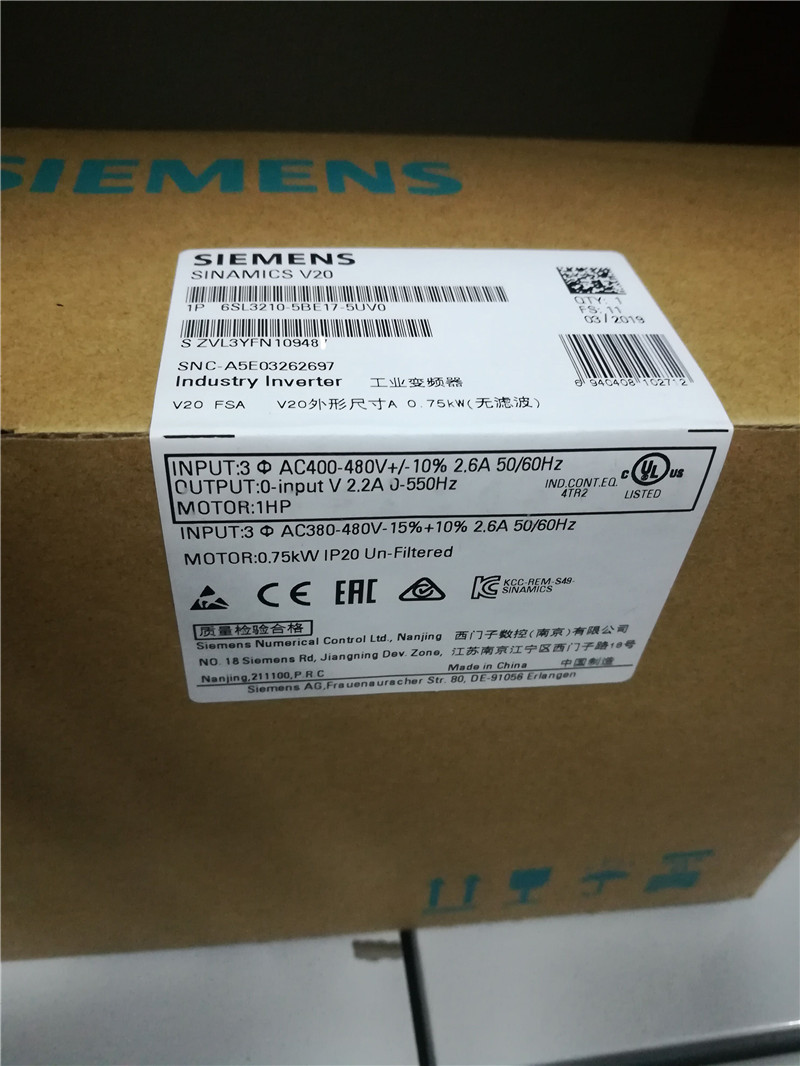 SIEMENS
SIEMENS
SINAMICS V20
1P 6SL3210-5BE17-5UV0
QTY: 1
FS: 11
03/2019
S ZVL3YFN10948
SNC-A5E03262697
Industry Inverter 工业变频器
6 940408 102712
V20 FSA V20外形尺寸A 0.75kW(无滤波)
INPUT:3 Φ AC400-480V+/-10% 2.6A 50/60Hz
OUTPUT:0-input V 2.2A 0-550Hz
MOTOR:1HP
IND.CONT.EQ.
4TR2
c UL us
LISTED
INPUT:3 Φ AC380-480V-15%+10% 2.6A 50/60Hz
MOTOR:0.75kW IP20 Un-Filtered
CE EAC KC KCC-REM-S49-
SINAMICS
质量检验合格
Siemens Numerical Control Ltd., Nanjing 西门子数控(南京)有限公司
NO. 18 Siemens Rd, Jiangning Dev. Zone, 江苏南京江宁区西门子路18号
Nanjing,211100,P.R.C Made in China 中国制造
Siemens AG,Frauenauracher Str. 80, DE-91056 Erlangen